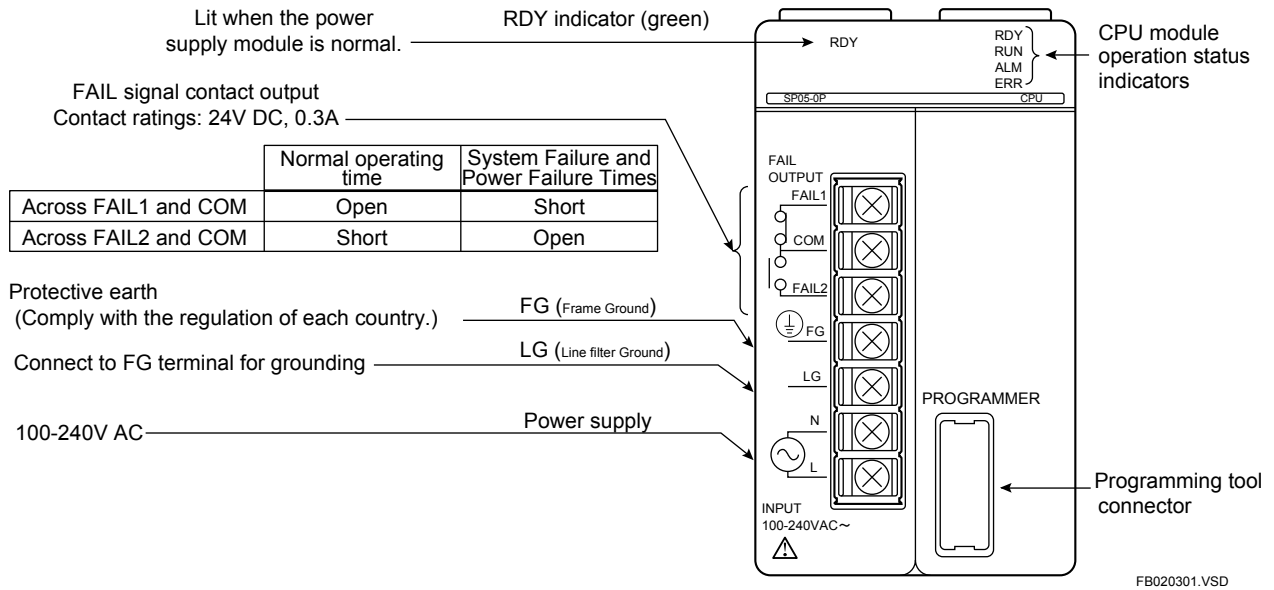 Lit when the power
supply module is normal.
RDY indicator (green)
RDY
RDY
RUN
ALM
ERR
CPU module
operation status
indicators
SP05-0P
CPU
FAIL signal contact output
Contact ratings: 24V DC, 0.3A
Normal operating
time
System Failure and
Power Failure Times
Across FAIL1 and COM Open Short
Across FAIL2 and COM Short Open
FAIL
OUTPUT
FAIL1
COM
FAIL2
FG
LG
N
L
INPUT
100-240VAC~
Protective earth
(Comply with the regulation of each country.)
FG (Frame Ground)
Connect to FG terminal for grounding
LG (Line filter Ground)
100-240V AC
Power supply
PROGRAMMER
Programming tool
connector
FB020301.VSD